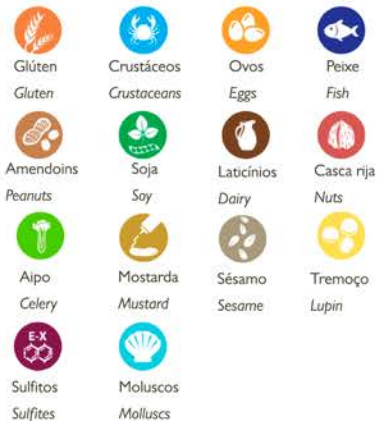 Glúten Crustáceos Ovos Peixe
Gluten Crustaceans Eggs Fish
Amendoins Soja Laticínios Casca rija
Peanuts Soy Dairy Nuts
Aipo Mostarda Sésamo Tremoço
Celery Mustard Sesame Lupin
E-X
Sulfitos Moluscos
Sulfites Molluscs